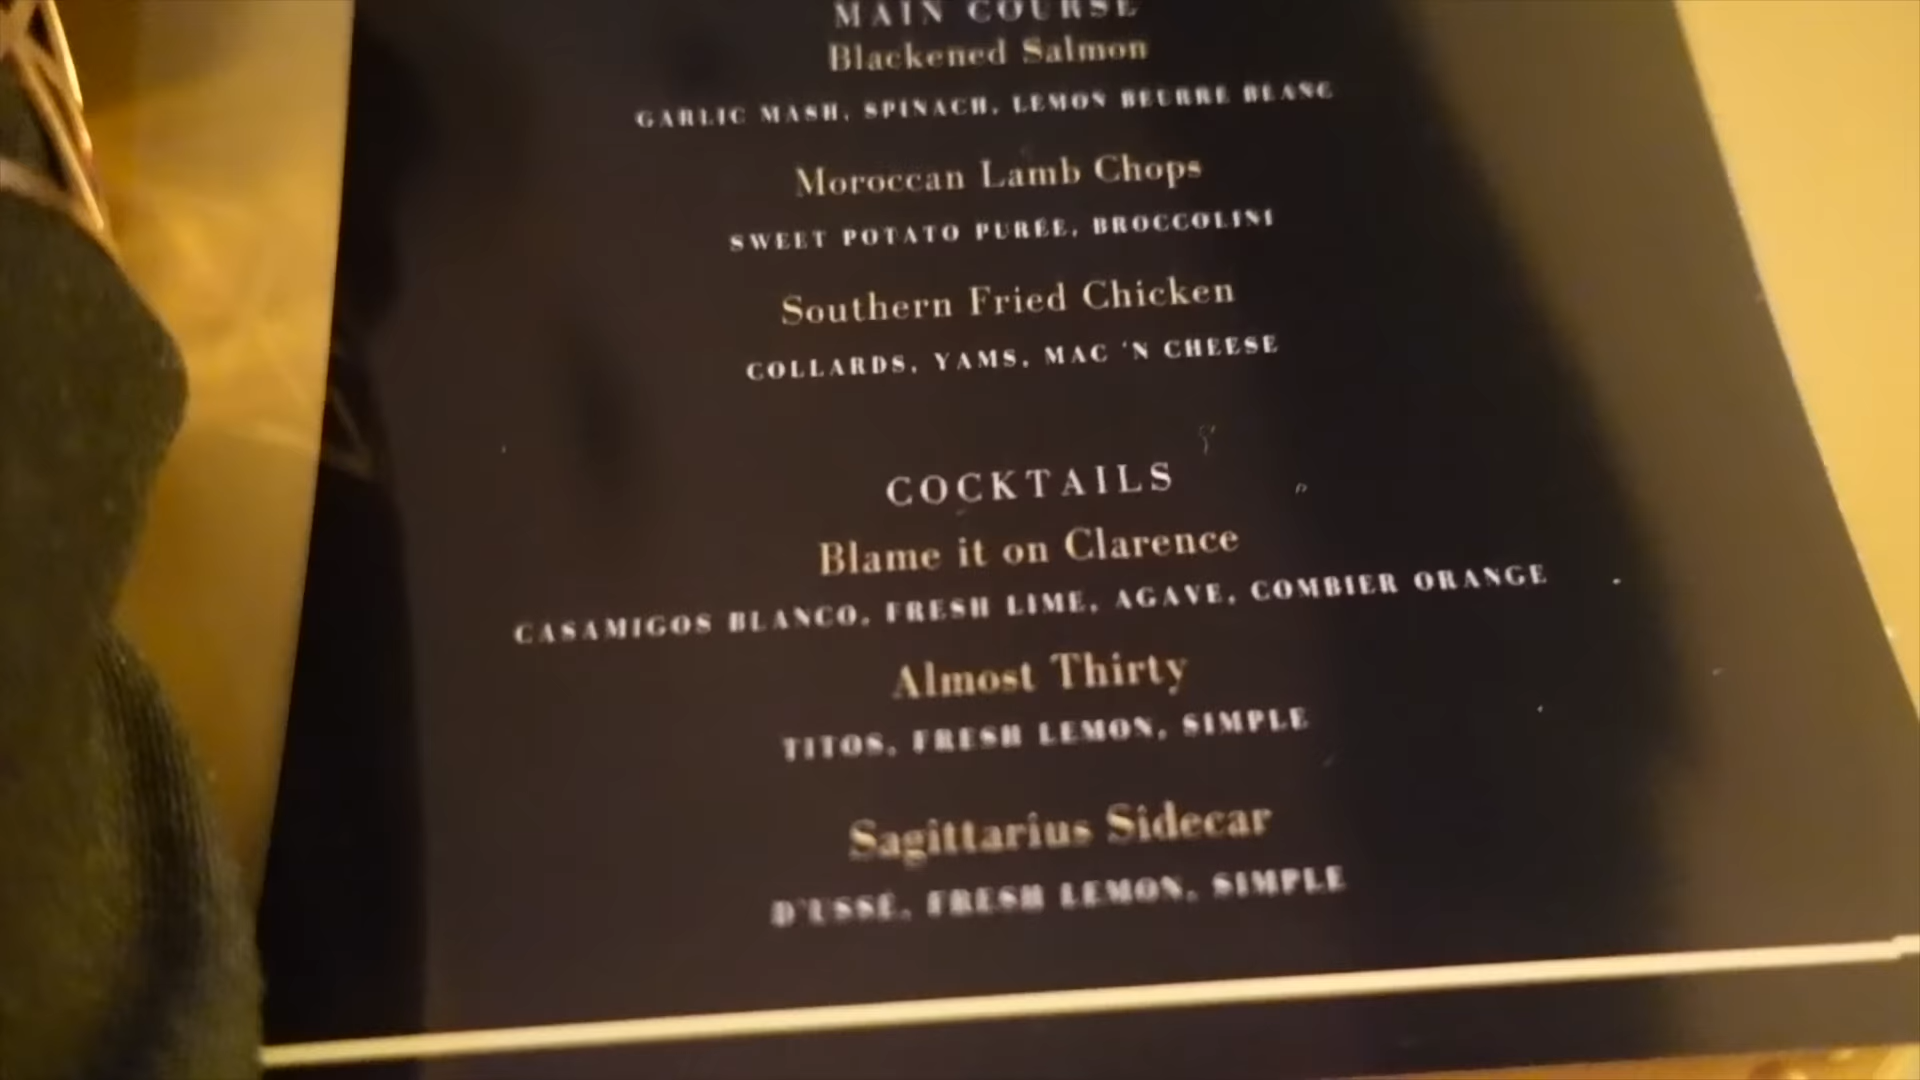 MAIN COURSE
Blackened Salmon
GARLIC MASH, SPINACH, LEMON BEURRE BLANC
Moroccan Lamb Chops
SWEET POTATO PURÉE, BROCCOLINI
Southern Fried Chicken
COLLARDS, YAMS, MAC 'N CHEESE
COCKTAILS
Blame it on Clarence
CASAMIGOS BLANCO, FRESH LIME, AGAVE, COMBIER ORANGE
Almost Thirty
TITOS, FRESH LEMON, SIMPLE
Sagittarius Sidecar
D'USSÉ, FRESH LEMON, SIMPLE